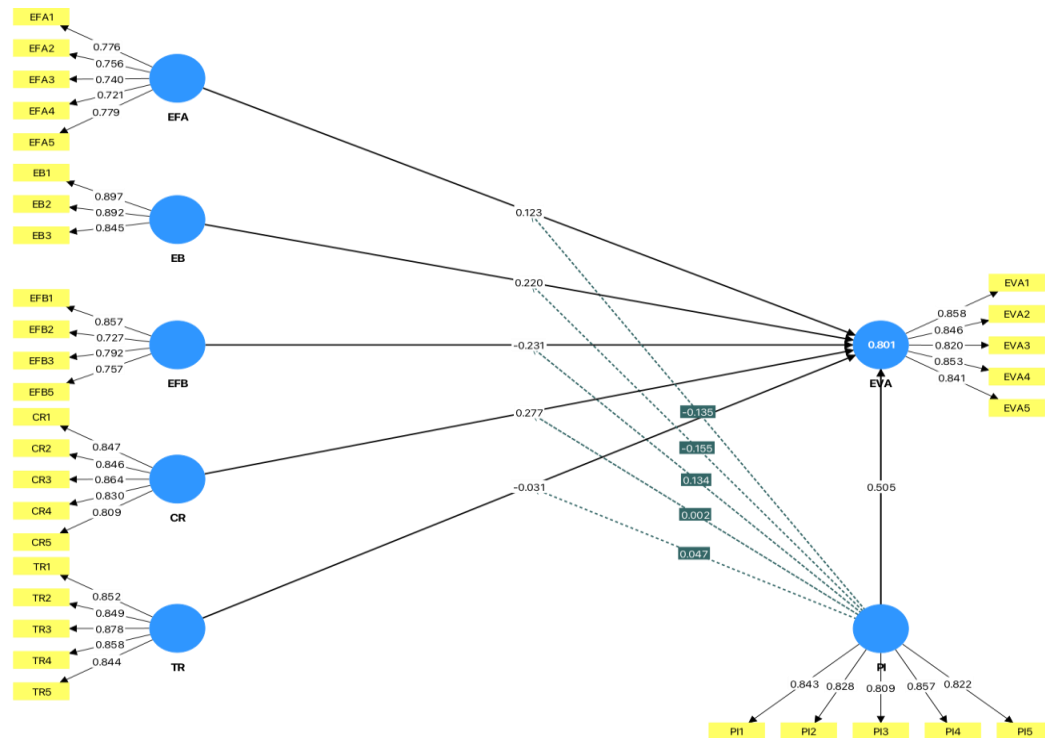 EFA1
EFA2
EFA3
EFA4
EFA5
0.776
0.756
0.740
0.721
0.779
EFA
EB1
EB2
EB3
0.897
0.892
0.845
EB
EFB1
EFB2
EFB3
EFB5
0.857
0.727
0.792
0.757
EFB
CR1
CR2
CR3
CR4
CR5
0.847
0.846
0.864
0.830
0.809
CR
TR1
TR2
TR3
TR4
TR5
0.852
0.849
0.878
0.858
0.844
TR
0.123
0.220
-0.231
0.277
-0.031
-0.135
-0.155
0.134
0.002
0.047
0.801
EVA
0.858
0.846
0.820
0.853
0.841
EVA1
EVA2
EVA3
EVA4
EVA5
0.505
PI
0.843
0.828
0.809
0.857
0.822
PI1
PI2
PI3
PI4
PI5